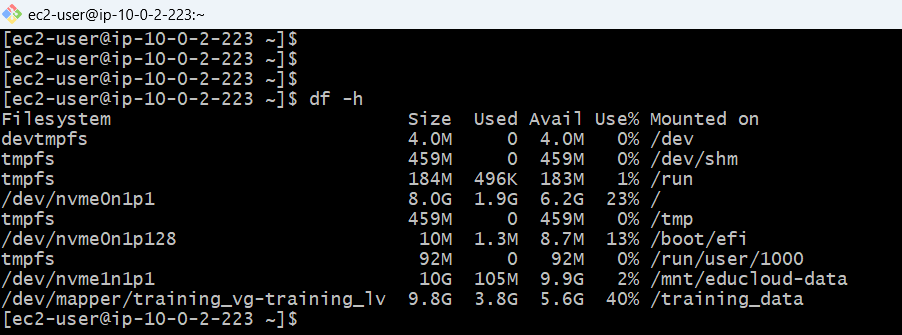 ec2-user@ip-10-0-2-223:~
[ec2-user@ip-10-0-2-223 ~]$
[ec2-user@ip-10-0-2-223 ~]$
[ec2-user@ip-10-0-2-223 ~]$
[ec2-user@ip-10-0-2-223 ~]$ df -h
Filesystem                         Size  Used Avail Use% Mounted on
devtmpfs                           4.0M     0  4.0M   0% /dev
tmpfs                              459M     0  459M   0% /dev/shm
tmpfs                              184M  496K  183M   1% /run
/dev/nvme0n1p1                     8.0G  1.9G  6.2G  23% /
tmpfs                              459M     0  459M   0% /tmp
/dev/nvme0n1p128                    10M  1.3M  8.7M  13% /boot/efi
tmpfs                               92M     0   92M   0% /run/user/1000
/dev/nvme1n1p1                      10G  105M  9.9G   2% /mnt/educloud-data
/dev/mapper/training_vg-training_lv  9.8G  3.8G  5.6G  40% /training_data
[ec2-user@ip-10-0-2-223 ~]$